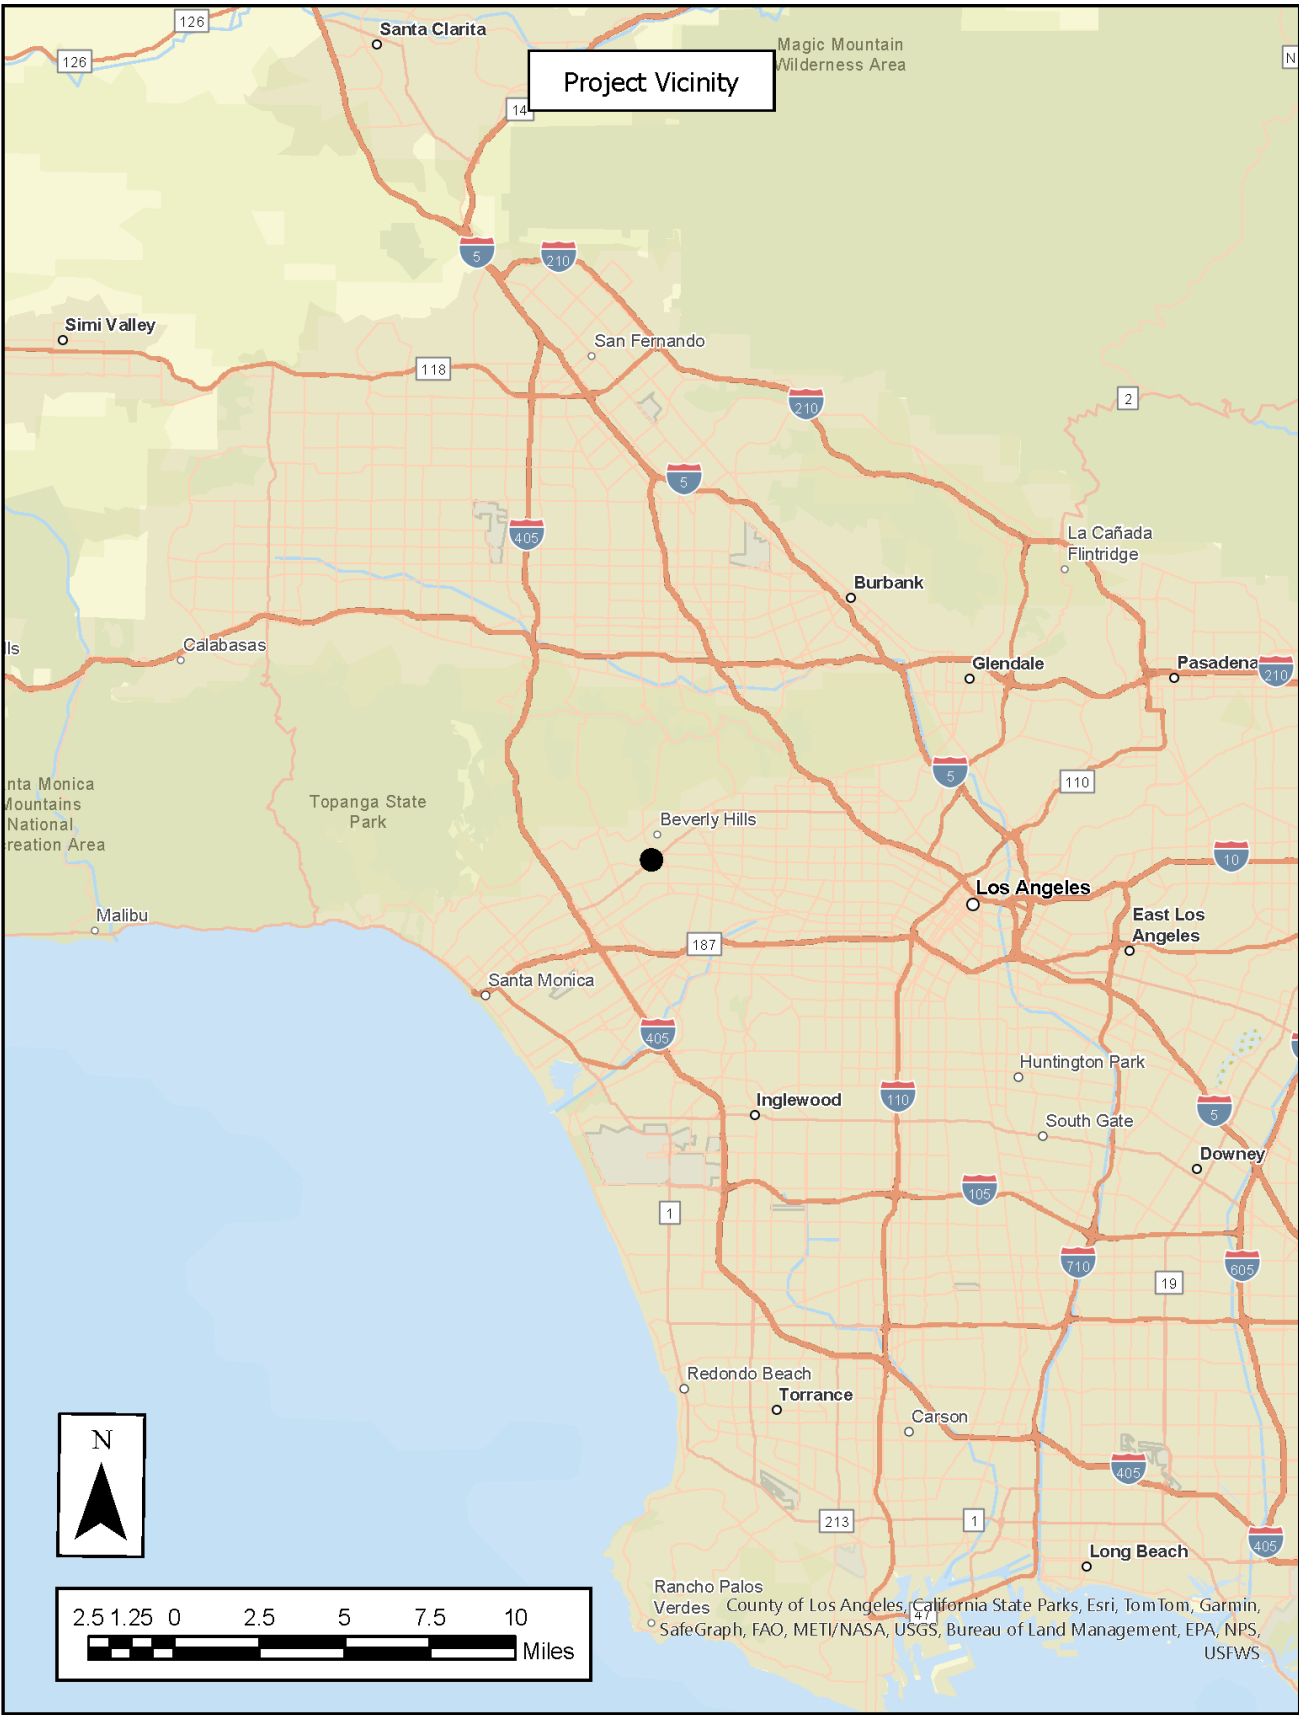 126
Santa Clarita
Magic Mountain
Wilderness Area
126
N
Project Vicinity
14
5
210
Simi Valley
San Fernando
118
2
210
5
405
La Cañada
Flintridge
Burbank
lls
Calabasas
Glendale
Pasadena
210
5
110
nta Monica
Mountains
National
creation Area
Topanga State
Park
Beverly Hills
10
Los Angeles
Malibu
East Los
Angeles
187
Santa Monica
405
Huntington Park
Inglewood
110
5
South Gate
Downey
105
1
710
605
19
Redondo Beach
Torrance
Carson
N
405
213
1
405
Long Beach
Rancho Palos
Verdes
47
County of Los Angeles, California State Parks, Esri, TomTom, Garmin,
SafeGraph, FAO, METI/NASA, USGS, Bureau of Land Management, EPA, NPS,
USFWS
2.5 1.25 0 2.5 5 7.5 10
Miles